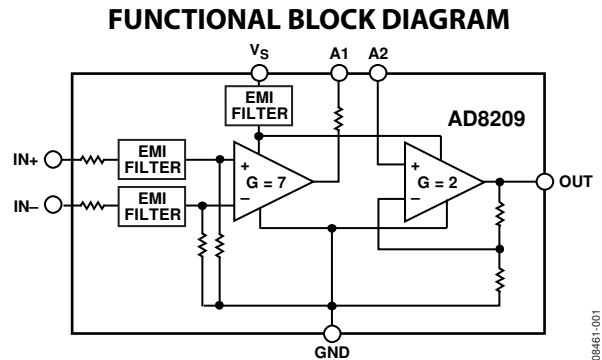 FUNCTIONAL BLOCK DIAGRAM
VS
A1
A2
EMI
FILTER
AD8209
IN+
EMI
FILTER
+
G = 7
–
+
G = 2
–
OUT
IN–
EMI
FILTER
GND
08461-001